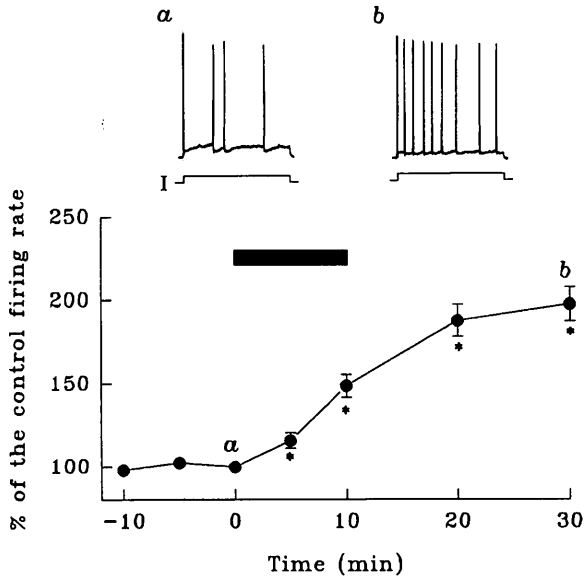 a
b
I
% of the control firing rate
250
200
150
100
b
a
*
*
*
*
-10
0
10
20
30
Time (min)